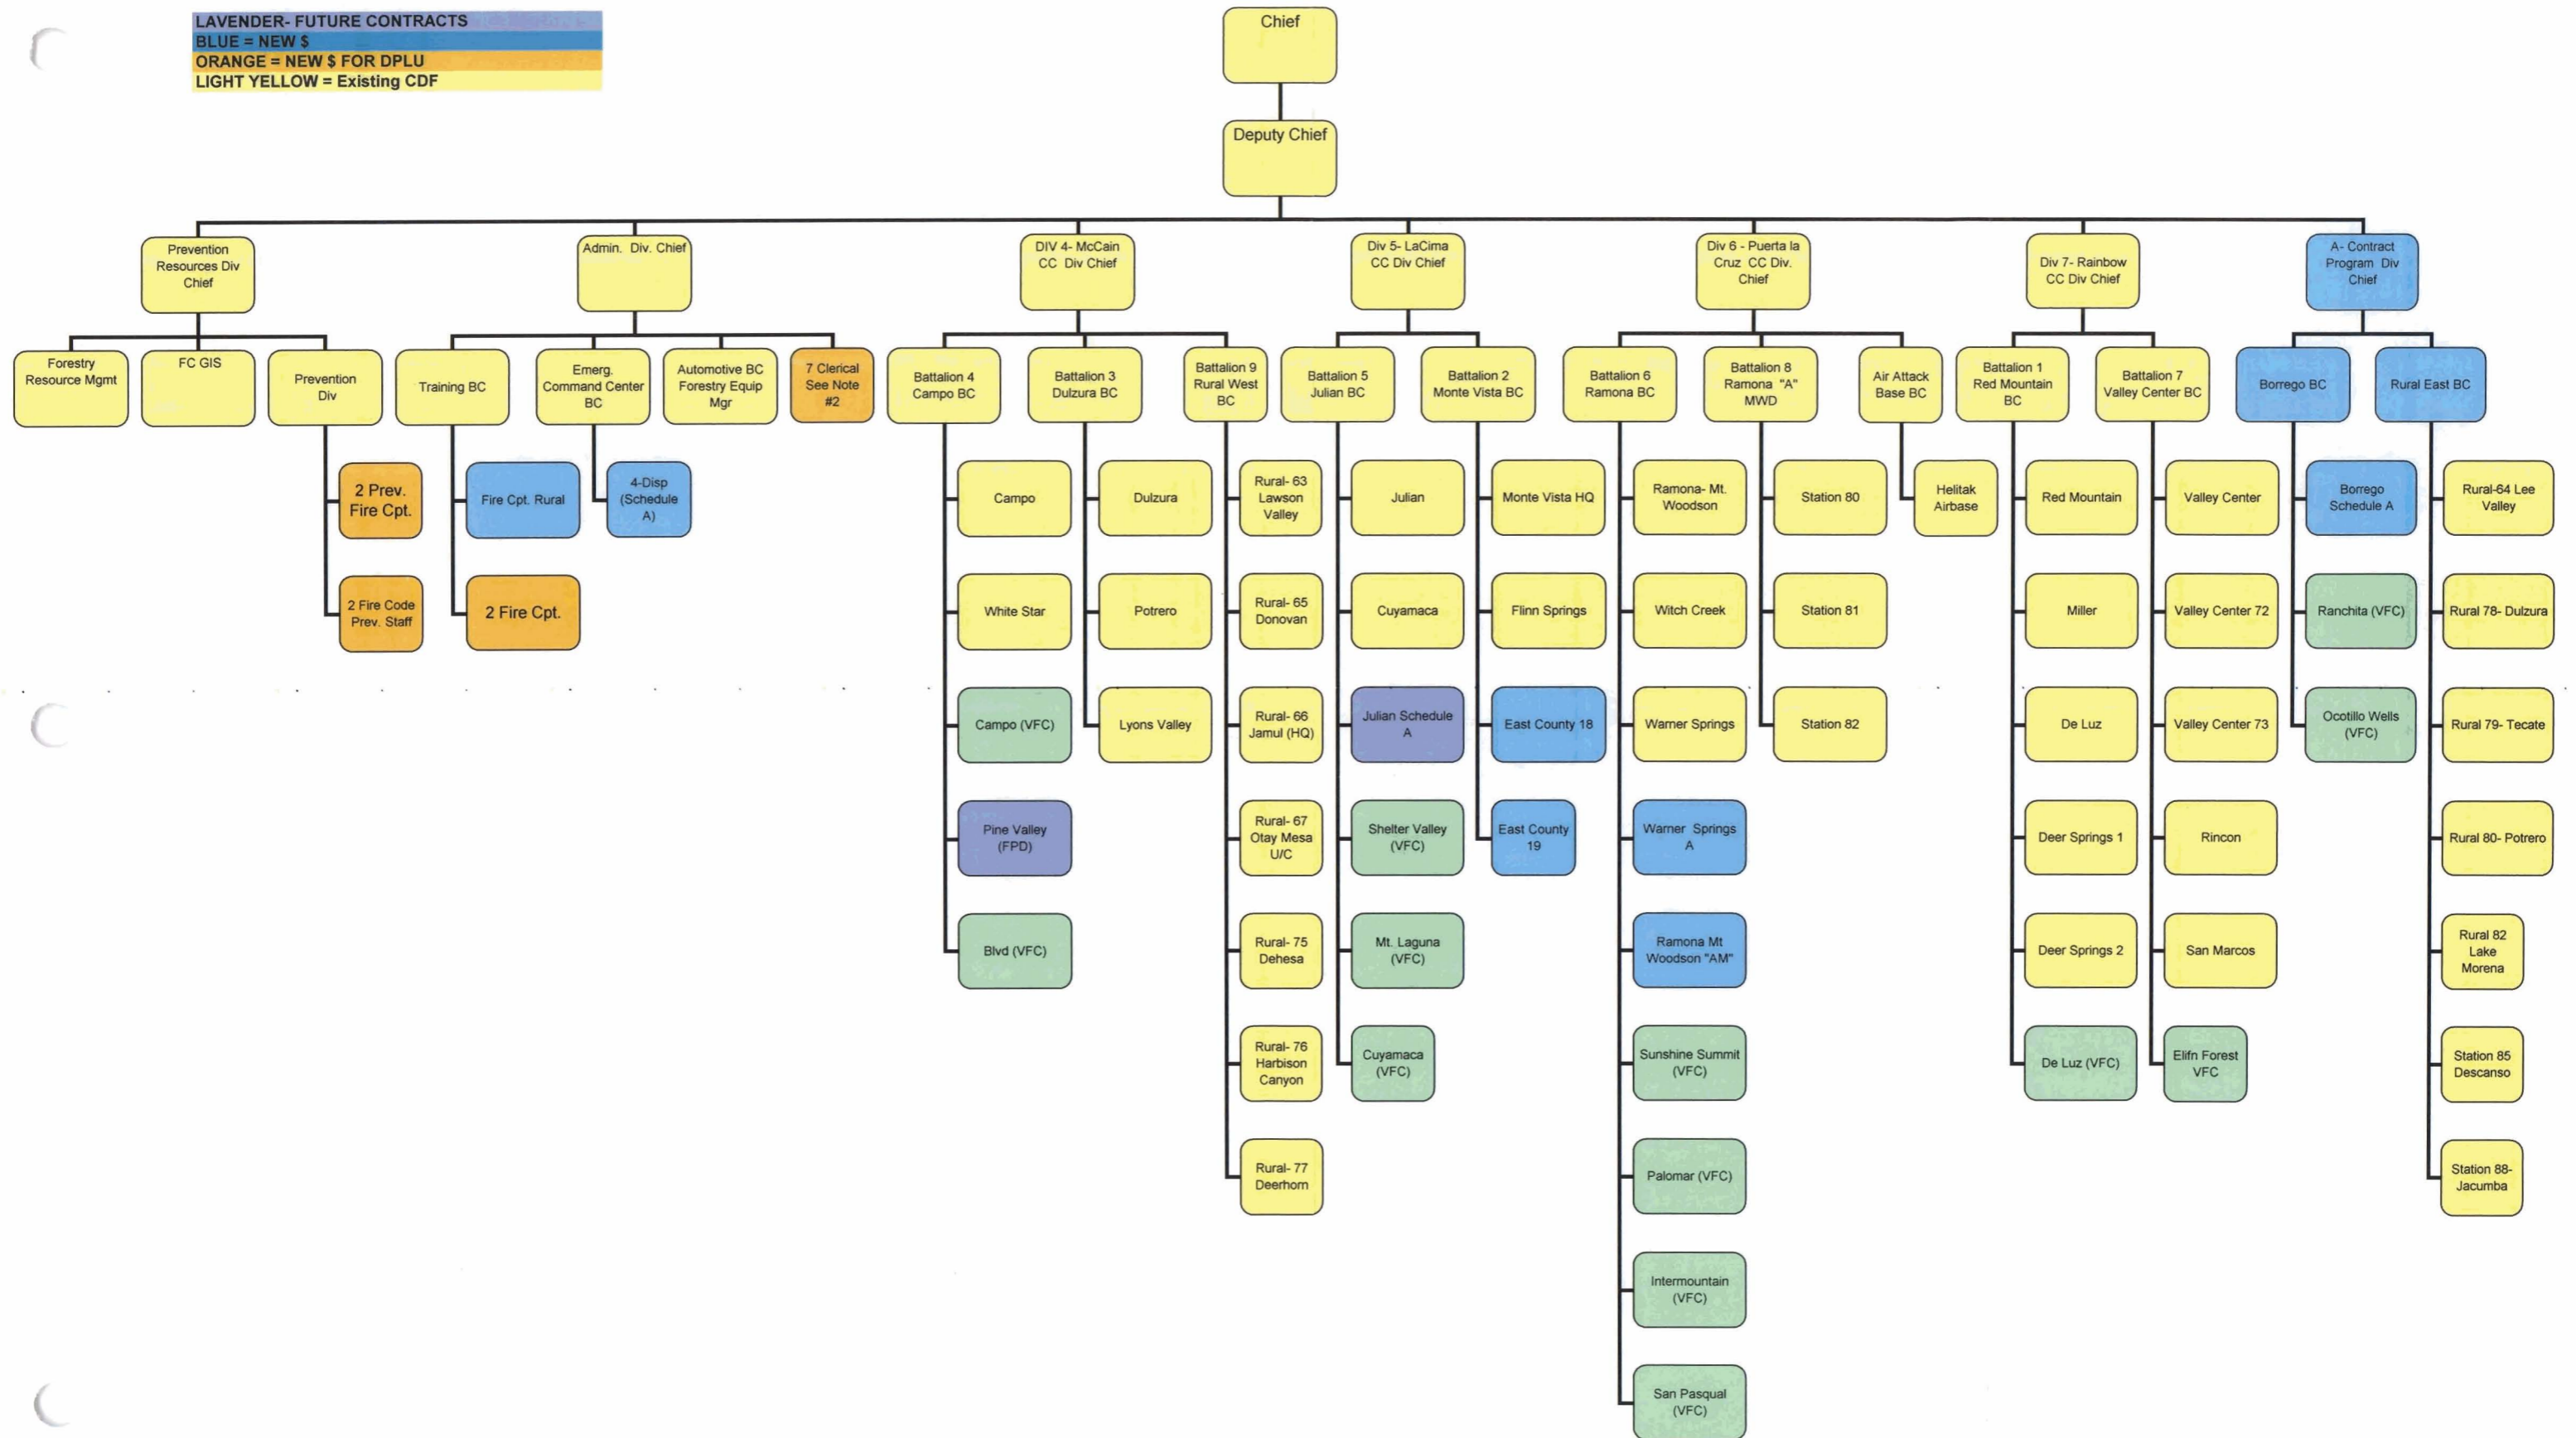 LAVENDER- FUTURE CONTRACTS
BLUE = NEW $
ORANGE = NEW $ FOR DPLU
LIGHT YELLOW = Existing CDF
Chief
Deputy Chief
Prevention
Resources Div
Chief
Admin. Div. Chief
DIV 4- McCain
CC Div Chief
Div 5- LaCima
CC Div Chief
Div 6 - Puerta la
Cruz CC Div.
Chief
Div 7- Rainbow
CC Div Chief
A- Contract
Program Div
Chief
Forestry
Resource Mgmt
FC GIS
Prevention
Div
Training BC
Emerg.
Command Center
BC
Automotive BC
Forestry Equip
Mgr
7 Clerical
See Note
#2
Battalion 4
Campo BC
Battalion 3
Dulzura BC
Battalion 9
Rural West
BC
Battalion 5
Julian BC
Battalion 2
Monte Vista BC
Battalion 6
Ramona BC
Battalion 8
Ramona "A"
MWD
Air Attack
Base BC
Battalion 1
Red Mountain
BC
Battalion 7
Valley Center BC
Borrego BC
Rural East BC
2 Prev.
Fire Cpt.
2 Fire Code
Prev. Staff
Fire Cpt. Rural
2 Fire Cpt.
4-Disp
(Schedule
A)
Campo
White Star
Campo (VFC)
Pine Valley
(FPD)
Blvd (VFC)
Dulzura
Potrero
Lyons Valley
Rural- 63
Lawson
Valley
Rural- 65
Donovan
Rural- 66
Jamul (HQ)
Rural- 67
Otay Mesa
U/C
Rural- 75
Dehesa
Rural- 76
Harbison
Canyon
Rural- 77
Deerhorn
Julian
Cuyamaca
Julian Schedule
A
Shelter Valley
(VFC)
Mt. Laguna
(VFC)
Cuyamaca
(VFC)
Monte Vista HQ
Flinn Springs
East County 18
East County
19
Ramona- Mt.
Woodson
Witch Creek
Warner Springs
Warner Springs
A
Ramona Mt
Woodson "AM"
Sunshine Summit
(VFC)
Palomar (VFC)
Intermountain
(VFC)
San Pasqual
(VFC)
Station 80
Station 81
Station 82
Helitak
Airbase
Red Mountain
Miller
De Luz
Deer Springs 1
Deer Springs 2
De Luz (VFC)
Valley Center
Valley Center 72
Valley Center 73
Rincon
San Marcos
Elifn Forest
VFC
Borrego
Schedule A
Ranchita (VFC)
Ocotillo Wells
(VFC)
Rural-64 Lee
Valley
Rural 78- Dulzura
Rural 79- Tecate
Rural 80- Potrero
Rural 82
Lake
Morena
Station 85
Descanso
Station 88-
Jacumba